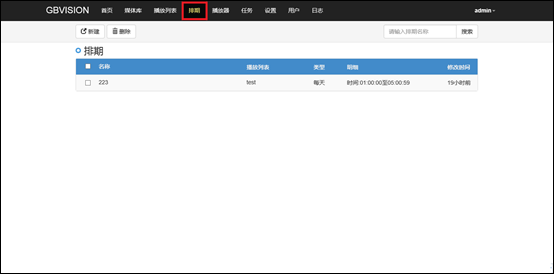 GBVISION 首页 媒体库 播放列表 排期 播放器 任务 设置 用户 日志 admin
新建 删除 请输入排期名称 搜索
排期
名称 播放列表 类型 明细 修改时间
223 test 每天 时间:01:00:00至05:00:59 19小时前